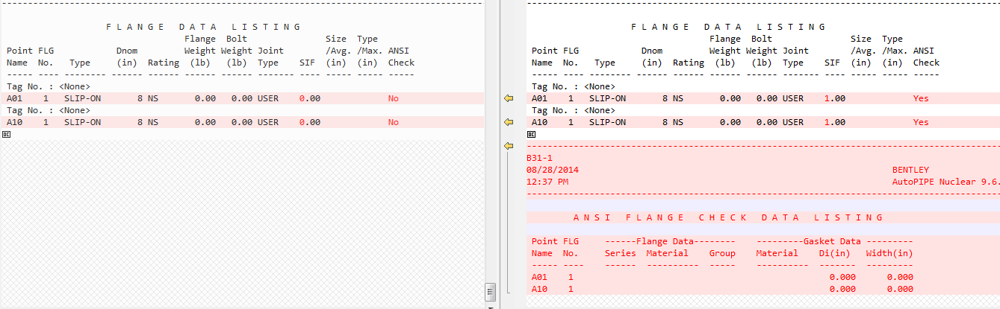 F L A N G E   D A T A   L I S T I N G
Flange Bolt Size Type
Point FLG Dnom Weight Weight Joint /Avg. /Max. ANSI
Name No. Type (in) Rating (lb) (lb) Type SIF (in) (in) Check
Tag No. : <None>
A01 1 SLIP-ON 8 NS 0.00 0.00 USER 0.00 No
Tag No. : <None>
A10 1 SLIP-ON 8 NS 0.00 0.00 USER 0.00 No
F L A N G E   D A T A   L I S T I N G
Flange Bolt Size Type
Point FLG Dnom Weight Weight Joint /Avg. /Max. ANSI
Name No. Type (in) Rating (lb) (lb) Type SIF (in) (in) Check
Tag No. : <None>
A01 1 SLIP-ON 8 NS 0.00 0.00 USER 1.00 Yes
Tag No. : <None>
A10 1 SLIP-ON 8 NS 0.00 0.00 USER 1.00 Yes
B31-1
08/28/2014 BENTLEY
12:37 PM AutoPIPE Nuclear 9.6.
A N S I   F L A N G E   C H E C K   D A T A   L I S T I N G
Point FLG ------Flange Data-------- ---------Gasket Data ---------
Name No. Series Material Group Material Di(in) Width(in)
A01 1 0.000 0.000
A10 1 0.000 0.000